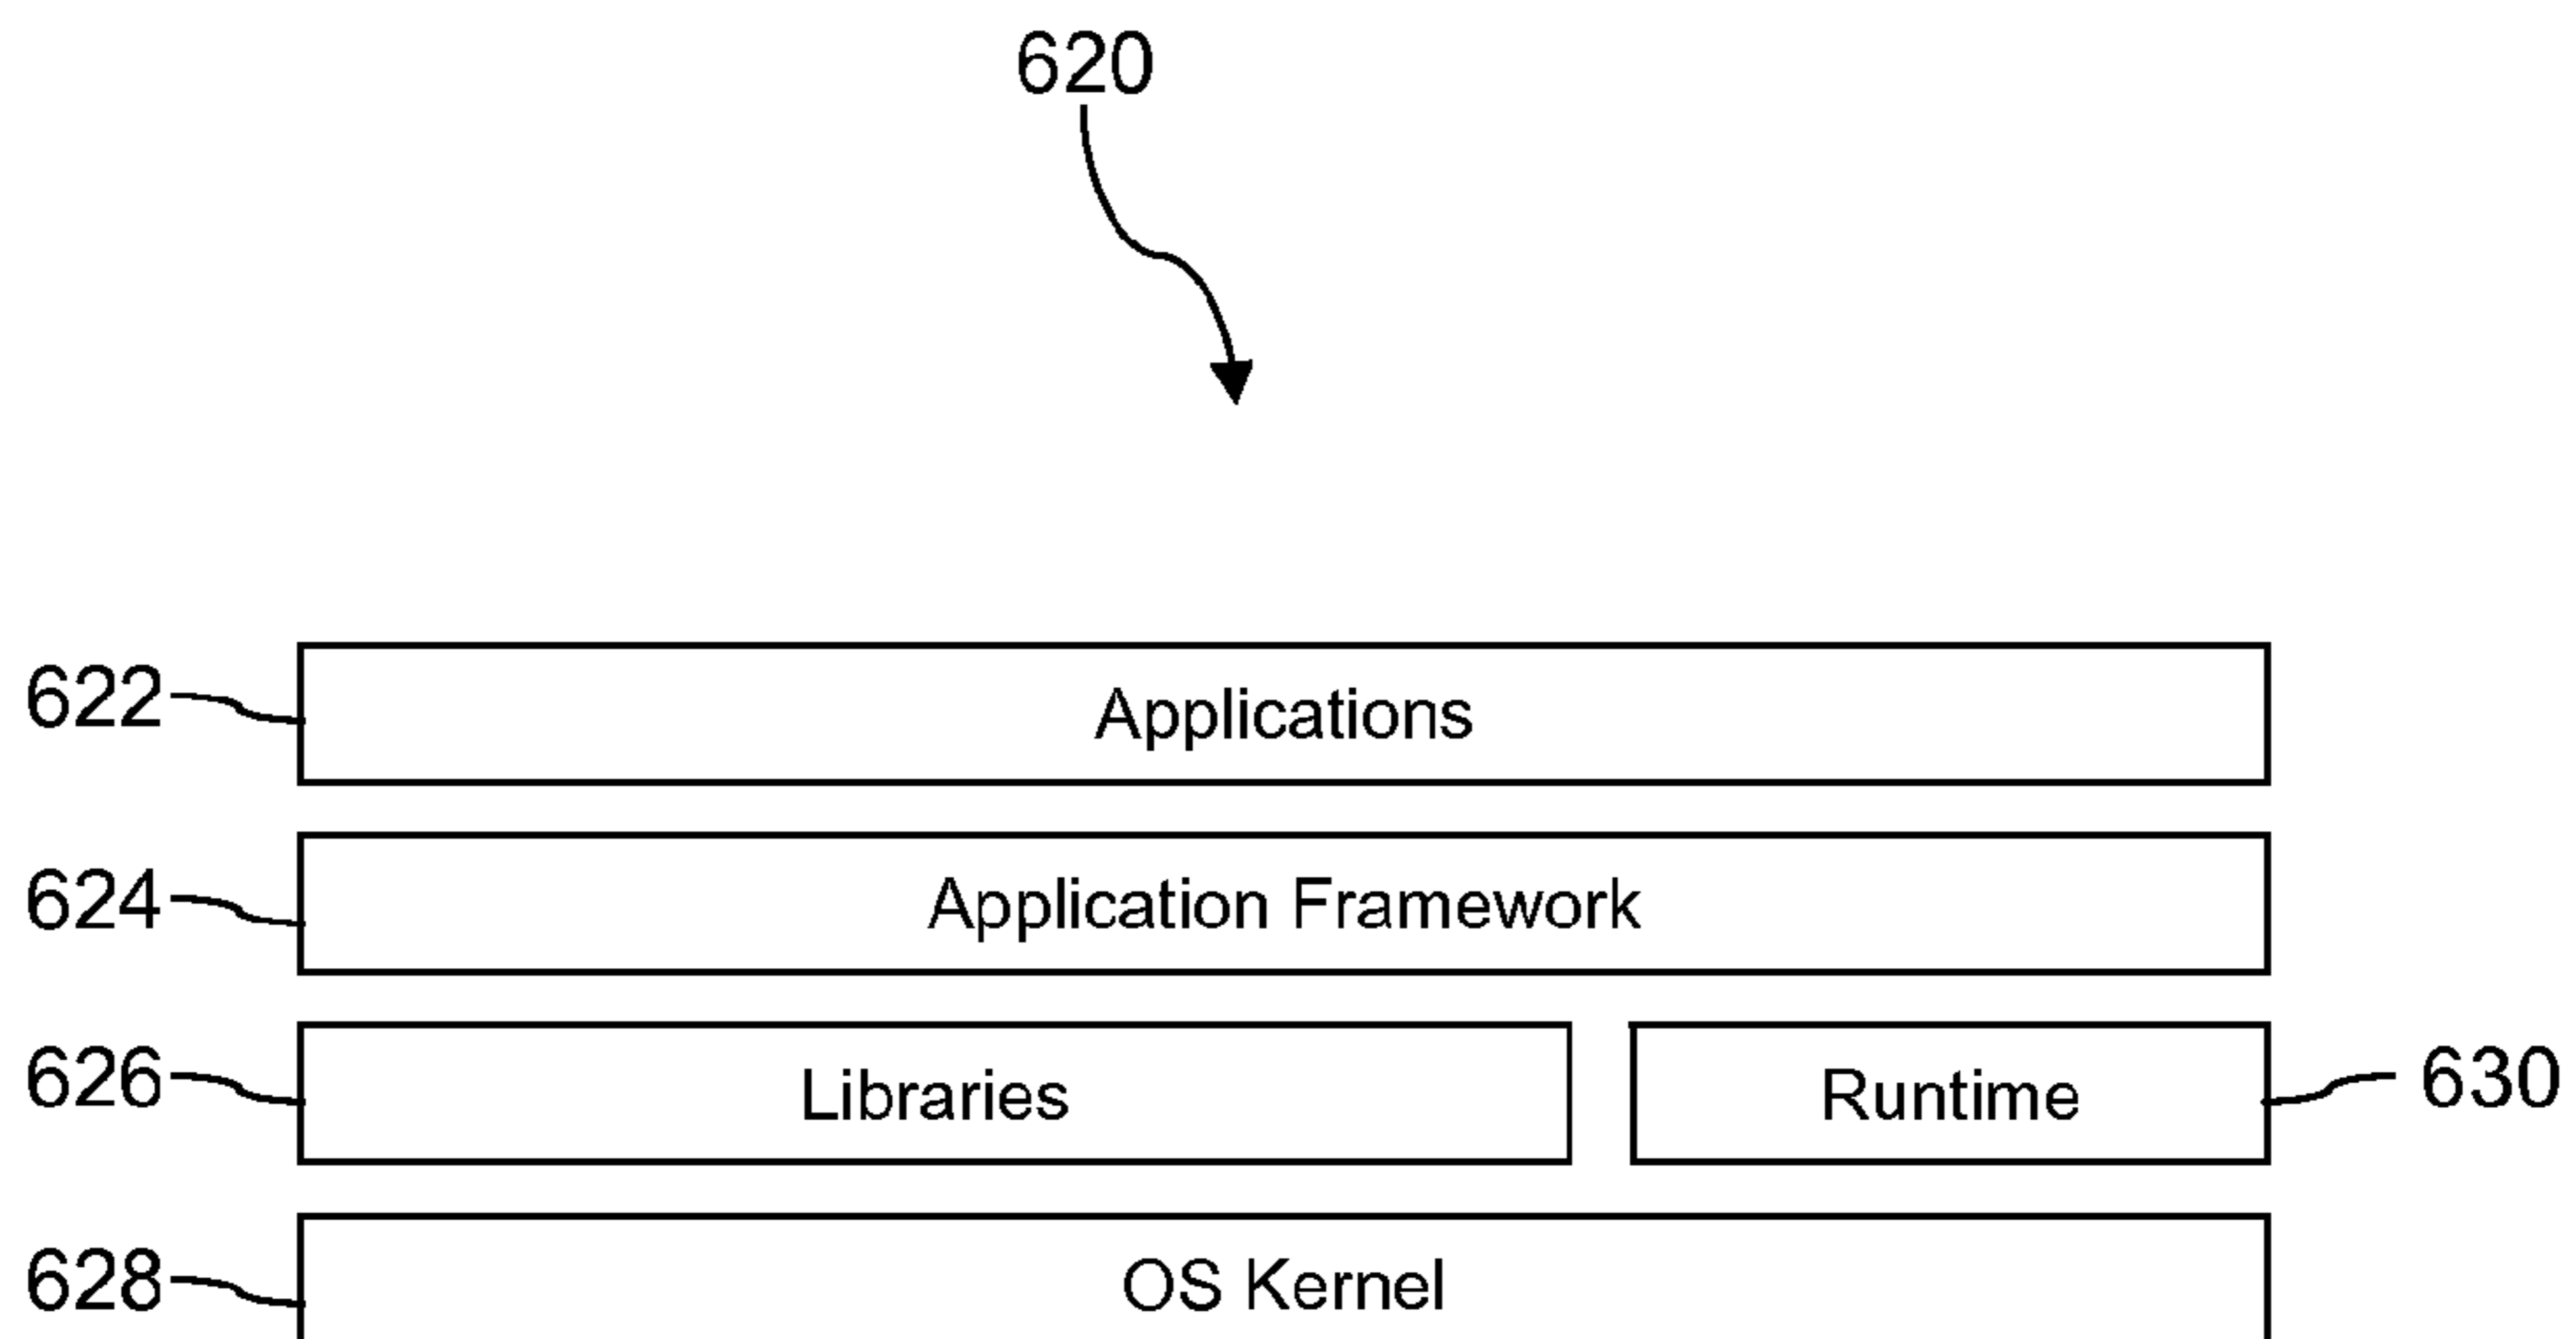 620
622 Applications
624 Application Framework
626 Libraries Runtime 630
628 OS Kernel